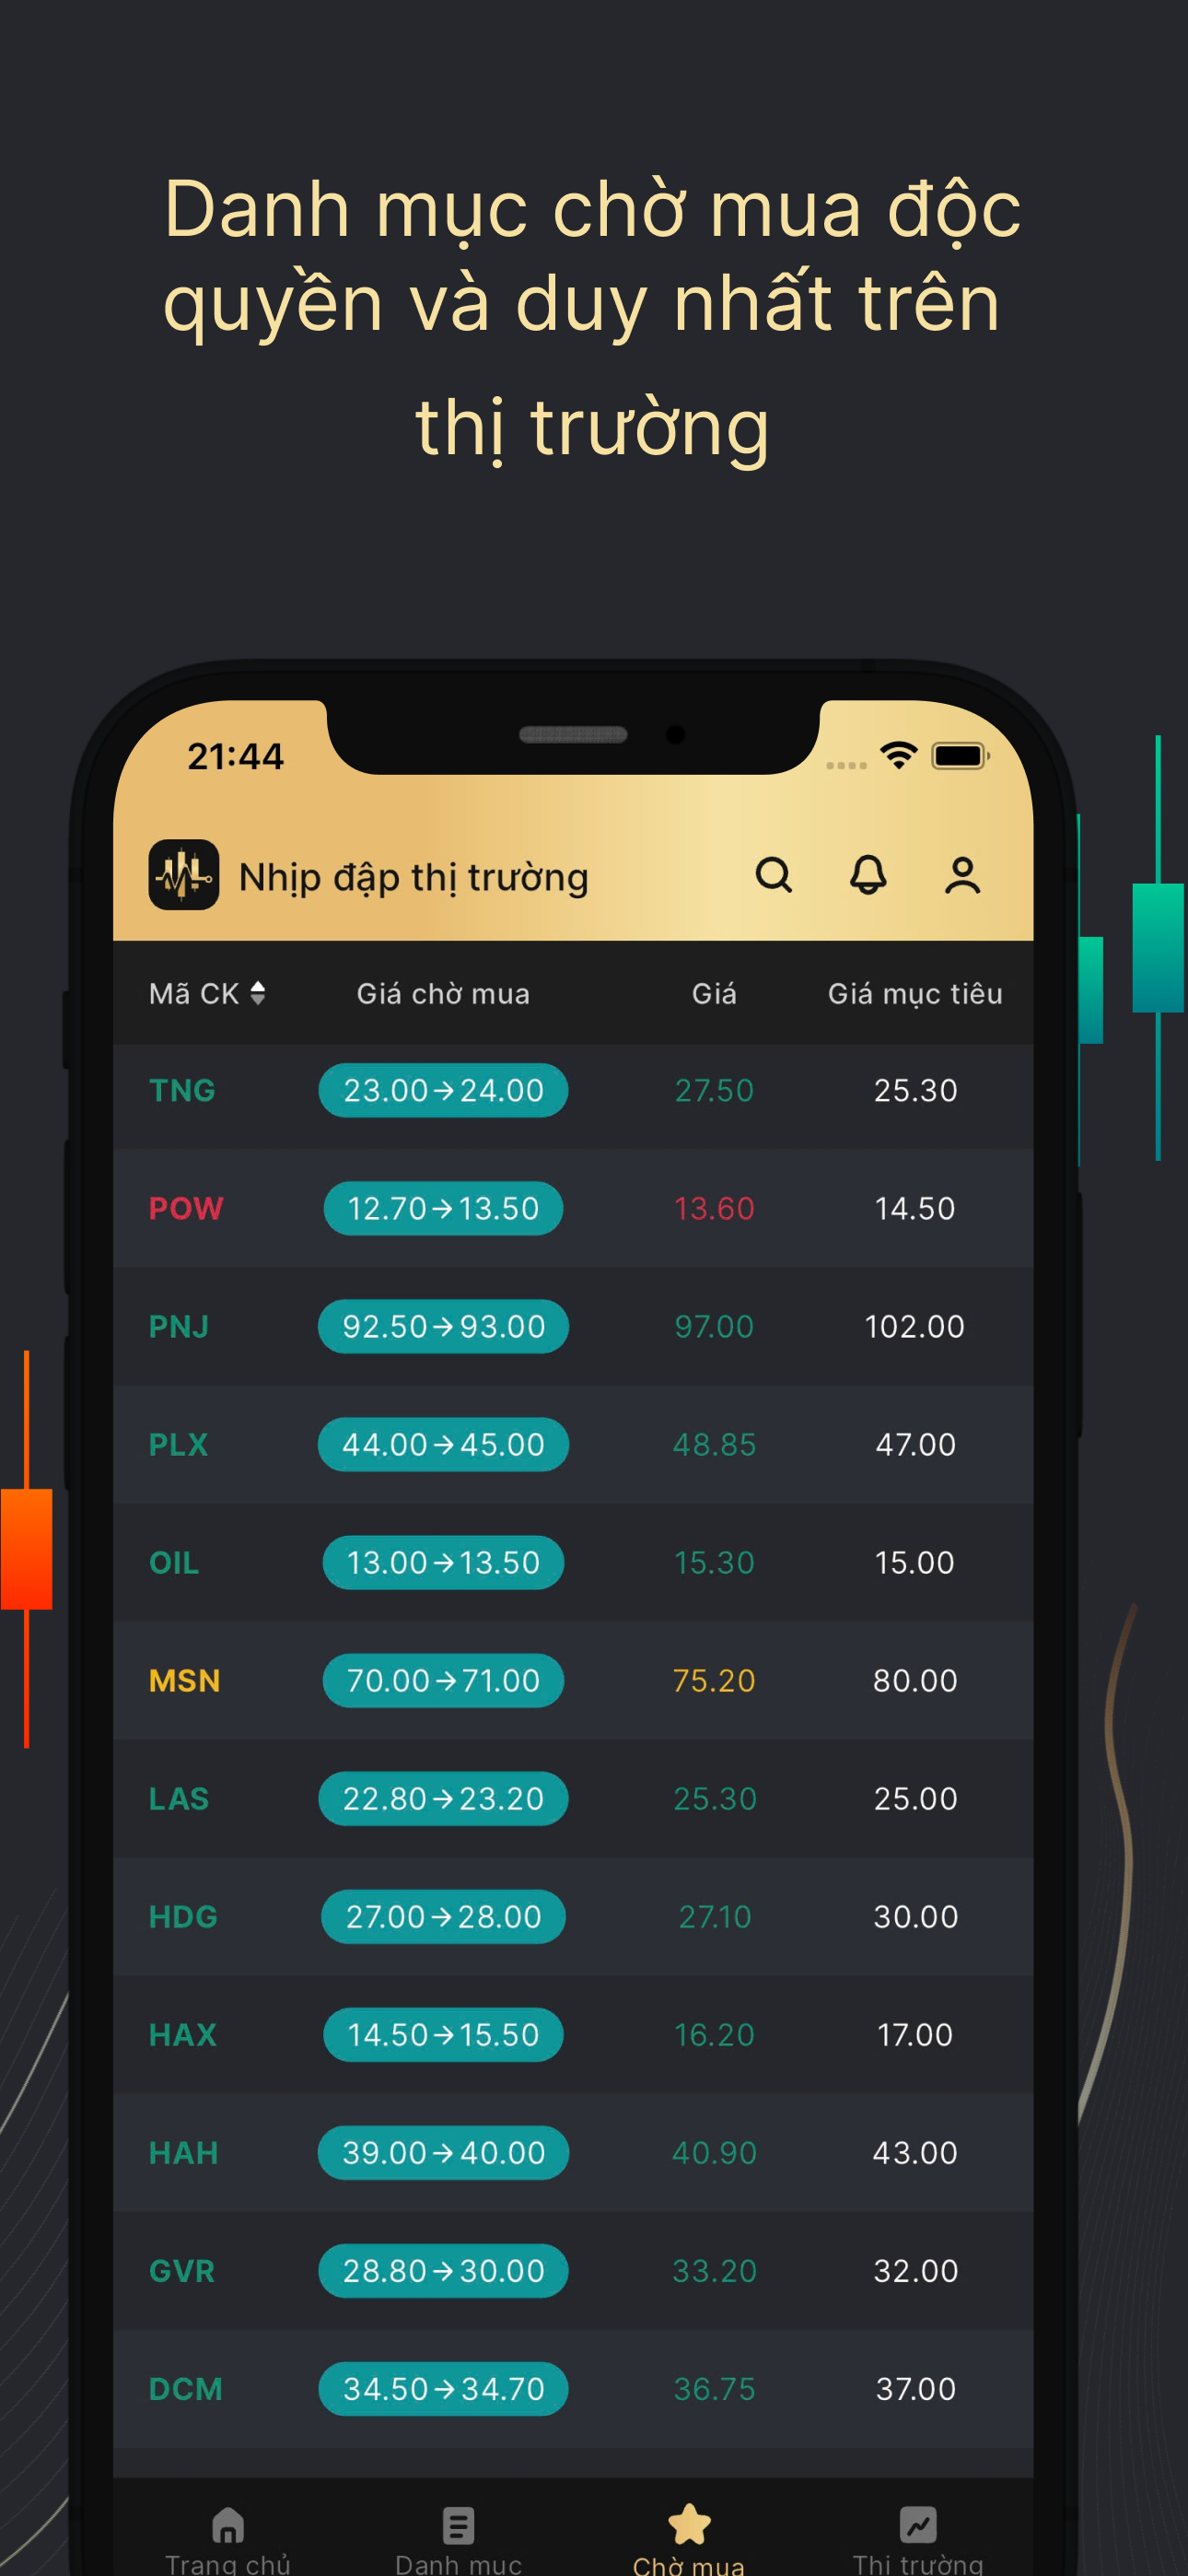 Danh mục chờ mua độc
quyền và duy nhất trên
thị trường
21:44
Nhịp đập thị trường
Mã CK Giá chờ mua Giá Giá mục tiêu
TNG 23.00→24.00 27.50 25.30
POW 12.70→13.50 13.60 14.50
PNJ 92.50→93.00 97.00 102.00
PLX 44.00→45.00 48.85 47.00
OIL 13.00→13.50 15.30 15.00
MSN 70.00→71.00 75.20 80.00
LAS 22.80→23.20 25.30 25.00
HDG 27.00→28.00 27.10 30.00
HAX 14.50→15.50 16.20 17.00
HAH 39.00→40.00 40.90 43.00
GVR 28.80→30.00 33.20 32.00
DCM 34.50→34.70 36.75 37.00
Trang chủ Danh mục Chờ mua Thị trường